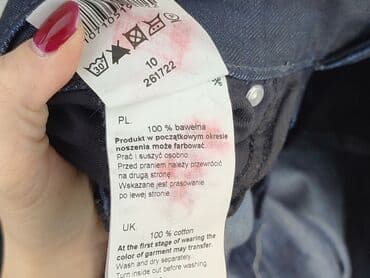 10
261722
PL.
100 % bawełna
Produkt w początkowym okresie
noszenia może farbować.
Prać i suszyć osobno
Przed praniem należy przewrócić
na drugą stronę.
Wskazane jest prasowanie
po lewej stronie.
UK.
100 % cotton
At the first stage of wearing the
color of garment may transfer.
Wash and dry separately.
Turn inside out before washing.